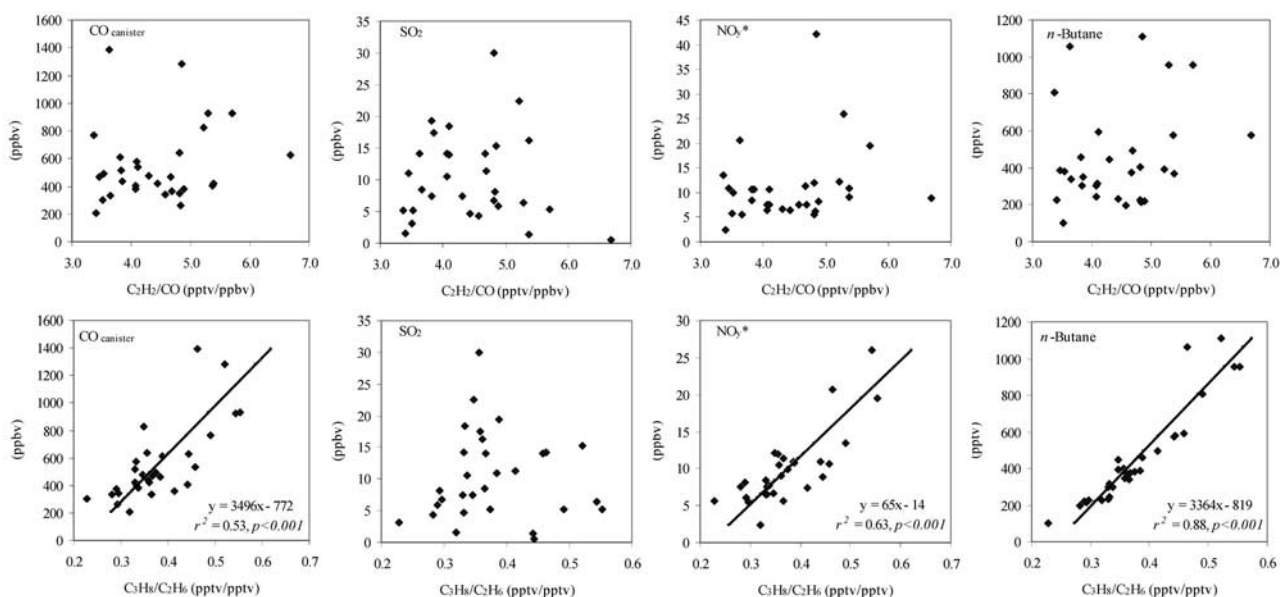 CO canister
SO2
NOy*
n-Butane
1600
1400
1200
1000
800
600
400
200
0
(ppbv)
3.0 4.0 5.0 6.0 7.0
C2H2/CO (pptv/ppbv)
35
30
25
20
15
10
5
0
(ppbv)
3.0 4.0 5.0 6.0 7.0
C2H2/CO (pptv/ppbv)
45
40
35
30
25
20
15
10
5
0
(ppbv)
3.0 4.0 5.0 6.0 7.0
C2H2/CO (pptv/ppbv)
1200
1000
800
600
400
200
0
(pptv)
3.0 4.0 5.0 6.0 7.0
C2H2/CO (pptv/ppbv)
CO canister
1600
1400
1200
1000
800
600
400
200
0
(ppbv)
y = 3496x - 772
r2 = 0.53, p<0.001
0.2 0.3 0.4 0.5 0.6 0.7
C3H8/C2H6 (pptv/pptv)
SO2
35
30
25
20
15
10
5
0
(ppbv)
0.2 0.3 0.4 0.5 0.6
C3H8/C2H6 (pptv/pptv)
NOy*
30
25
20
15
10
5
0
(ppbv)
y = 65x - 14
r2 = 0.63, p<0.001
0.2 0.3 0.4 0.5 0.6 0.7
C3H8/C2H6 (pptv/pptv)
n-Butane
1200
1000
800
600
400
200
0
(pptv)
y = 3364x - 819
r2 = 0.88, p<0.001
0.2 0.3 0.4 0.5 0.6
C3H8/C2H6 (pptv/pptv)